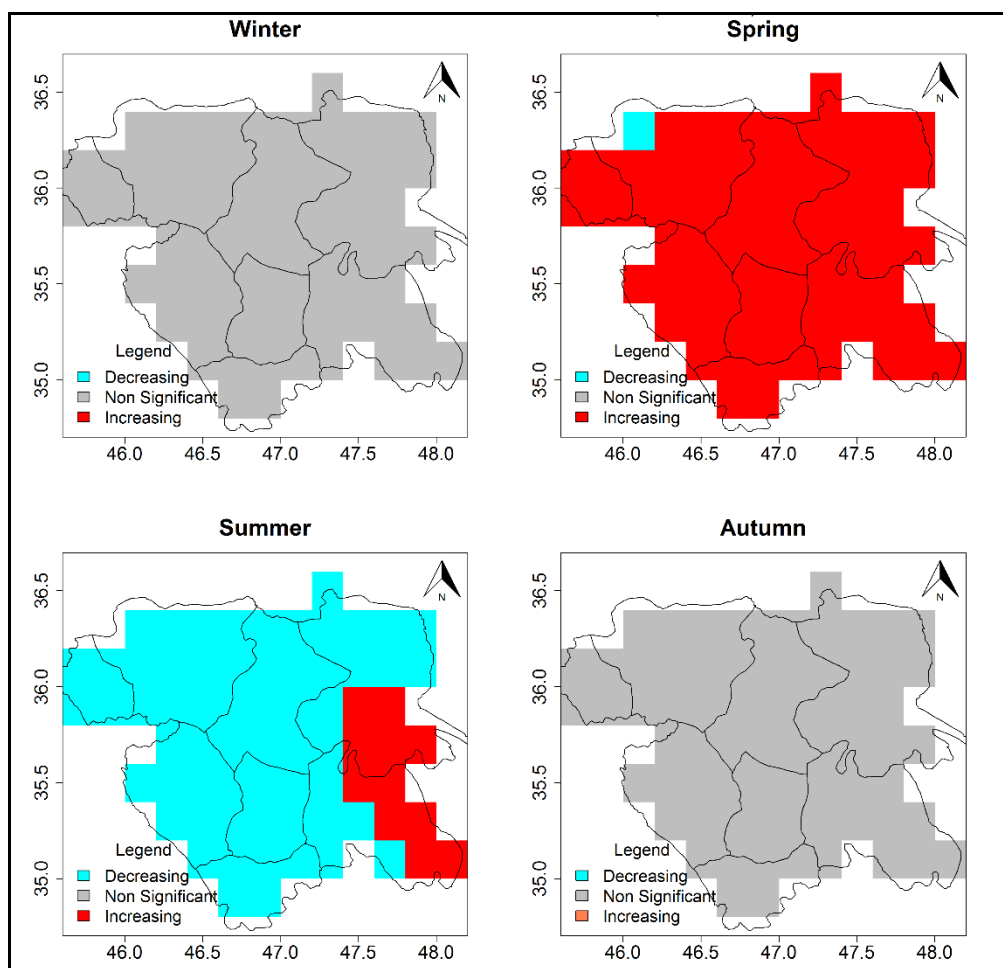 Winter
N
36.5
36.0
35.5
35.0
Legend
Decreasing
Non Significant
Increasing
46.0 46.5 47.0 47.5 48.0
Spring
N
36.5
36.0
35.5
35.0
Legend
Decreasing
Non Significant
Increasing
46.0 46.5 47.0 47.5 48.0
Summer
N
36.5
36.0
35.5
35.0
Legend
Decreasing
Non Significant
Increasing
46.0 46.5 47.0 47.5 48.0
Autumn
N
36.5
36.0
35.5
35.0
Legend
Decreasing
Non Significant
Increasing
46.0 46.5 47.0 47.5 48.0